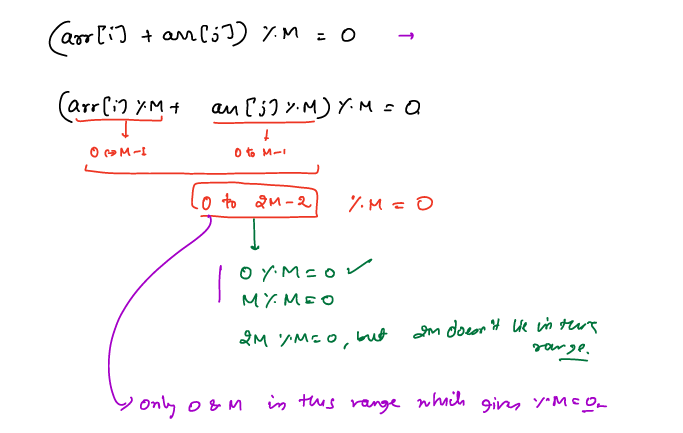 (arr[i] + arr[j]) % M = 0 →
(arr[i] % M + arr[j] % M) % M = 0
0 to M-1 0 to M-1
0 to 2M-2 % M = 0
0 % M = 0 ✓
M % M = 0
2M % M = 0, but 2m doesn't lie in this range.
only 0 & M in this range which gives % M = 0